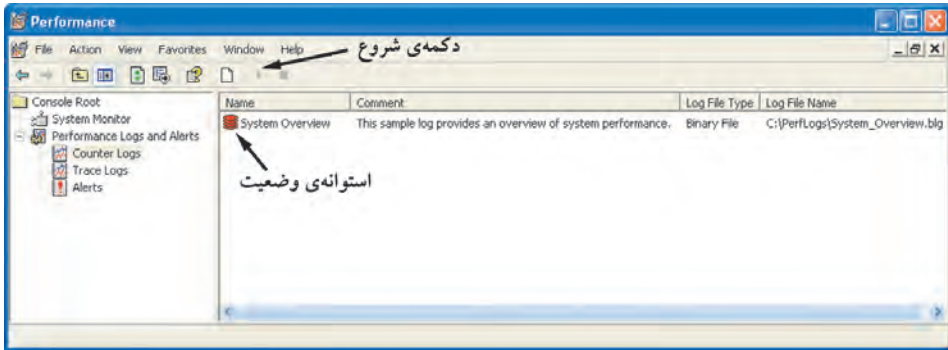 Performance
File Action View Favorites Window Help
دکمه‌ی شروع
Console Root
System Monitor
Performance Logs and Alerts
Counter Logs
Trace Logs
Alerts
Name Comment Log File Type Log File Name
System Overview This sample log provides an overview of system performance. Binary File C:\PerfLogs\System_Overview.blg
استوانه‌ی وضعیت